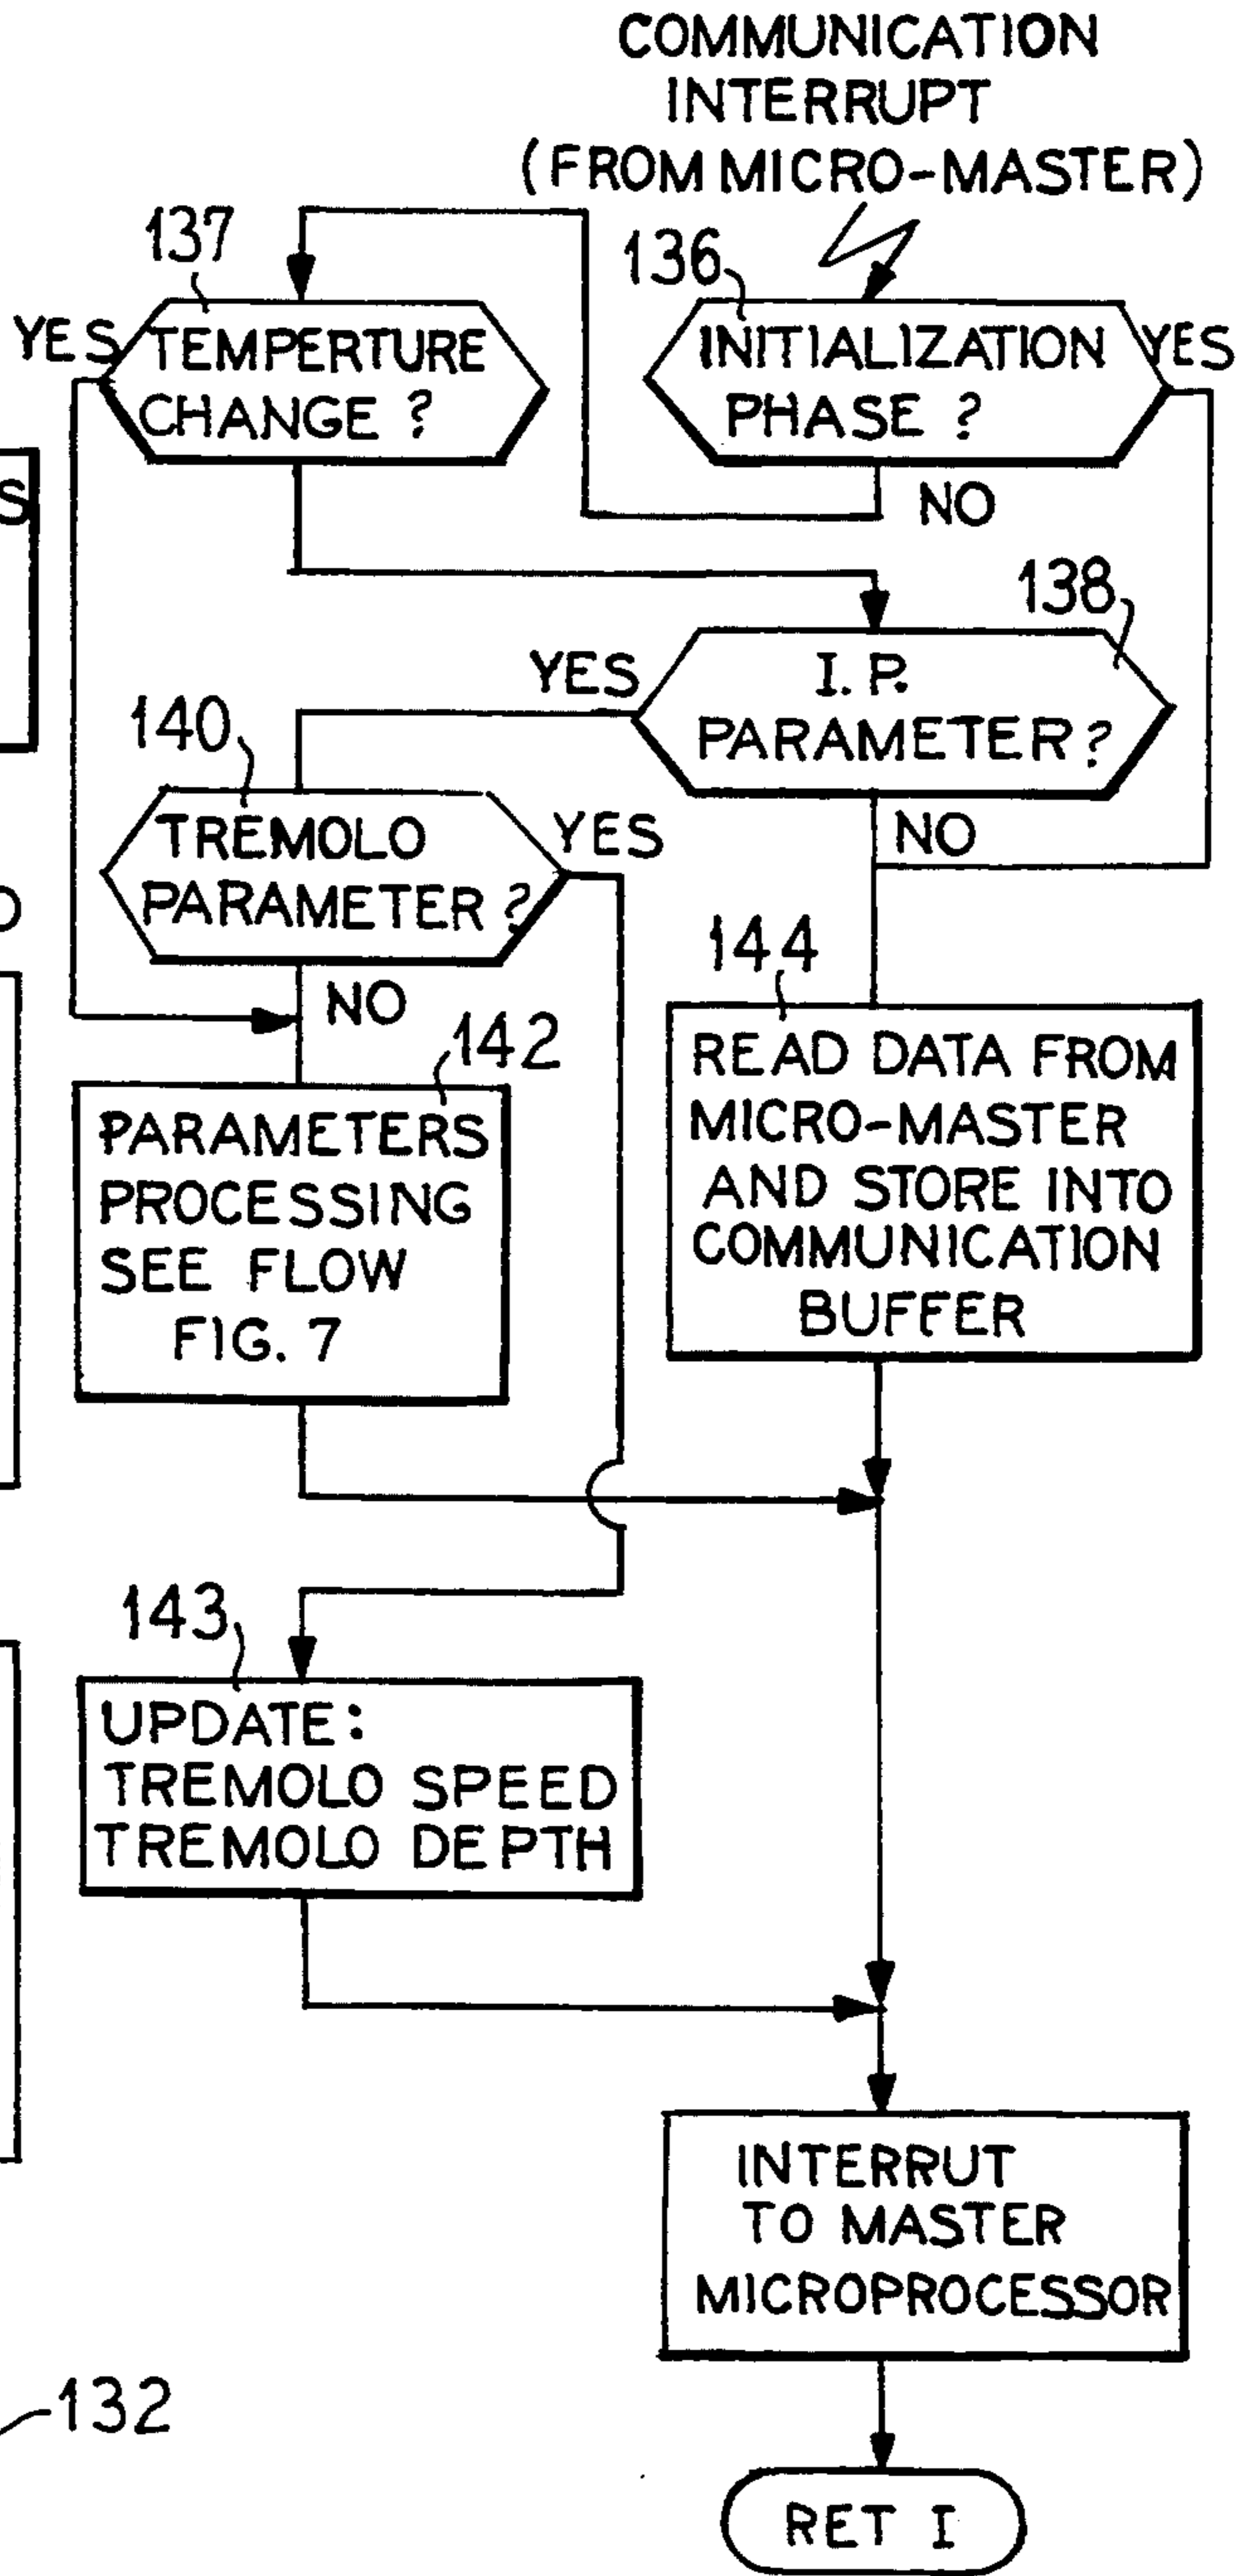 COMMUNICATION
INTERRUPT
(FROM MICRO-MASTER)
137
136
YES
TEMPERTURE
CHANGE ?
INITIALIZATION
PHASE ?
YES
NO
S
138
YES
I. P.
PARAMETER?
140
NO
TREMOLO
PARAMETER ?
YES
NO
144
READ DATA FROM
MICRO-MASTER
AND STORE INTO
COMMUNICATION
BUFFER
142
PARAMETERS
PROCESSING
SEE FLOW
FIG. 7
143
UPDATE:
TREMOLO SPEED
TREMOLO DEPTH
INTERRUT
TO MASTER
MICROPROCESSOR
132
RET I